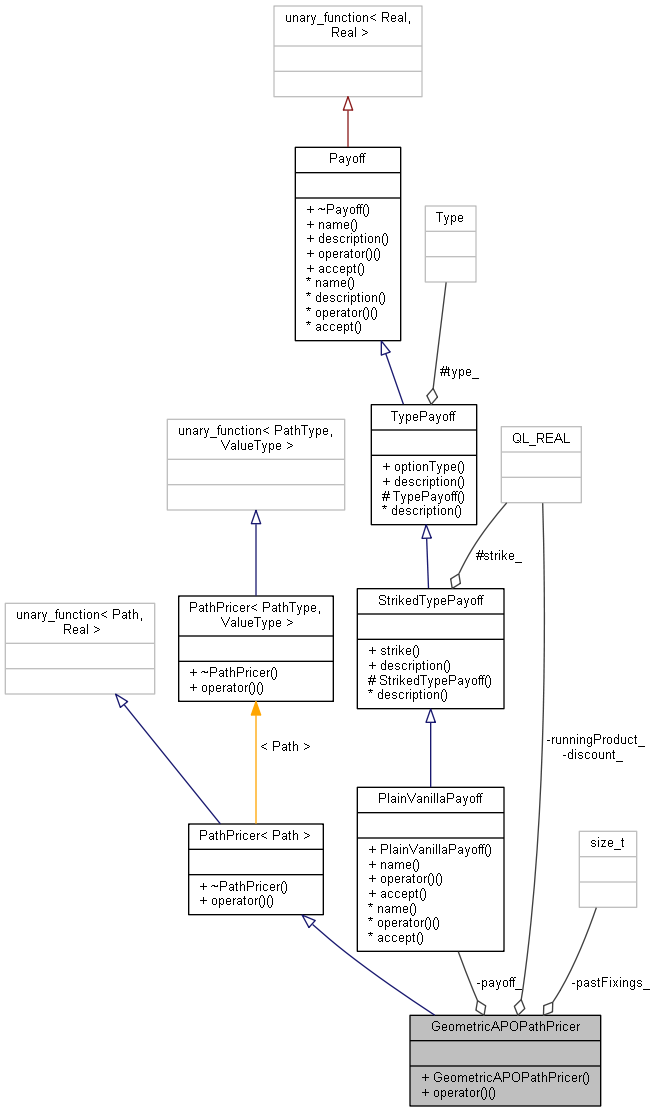 unary_function< Real,
Real >
Payoff
+ ~Payoff()
+ name()
+ description()
+ operator()()
+ accept()
* name()
* description()
* operator()()
* accept()
Type
#type_
TypePayoff
+ optionType()
+ description()
# TypePayoff()
* description()
unary_function< PathType,
ValueType >
QL_REAL
#strike_
PathPricer< PathType,
ValueType >
+ ~PathPricer()
+ operator()()
StrikedTypePayoff
+ strike()
+ description()
# StrikedTypePayoff()
* description()
unary_function< Path,
Real >
< Path >
-runningProduct_
-discount_
PlainVanillaPayoff
+ PlainVanillaPayoff()
+ name()
+ operator()()
+ accept()
* name()
* operator()()
* accept()
PathPricer< Path >
+ ~PathPricer()
+ operator()()
size_t
-payoff_
-pastFixings_
GeometricAPOPathPricer
+ GeometricAPOPathPricer()
+ operator()()